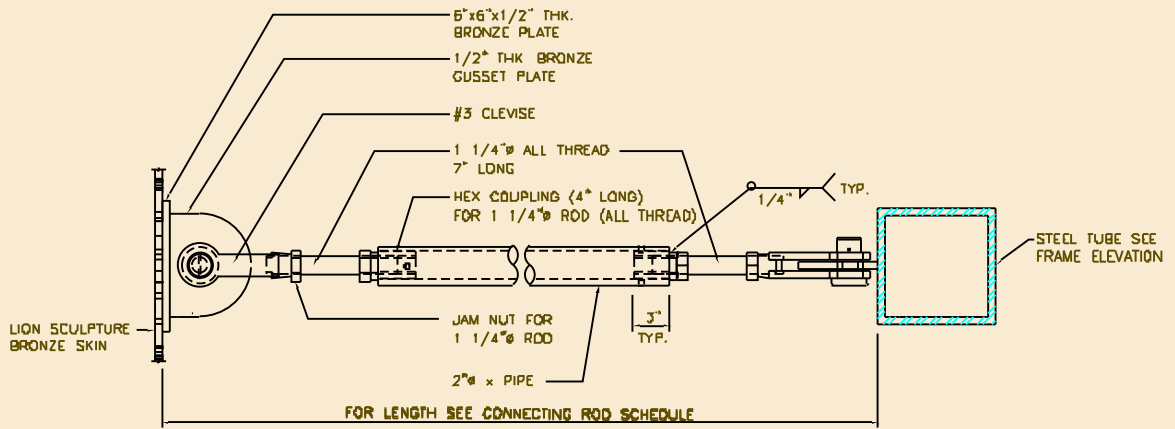 6"x6"x1/2" THK.
BRONZE PLATE
1/2" THK BRONZE
GUSSET PLATE
#3 CLEVISE
1 1/4"ø ALL THREAD
7" LONG
HEX COUPLING (4" LONG)
FOR 1 1/4"ø ROD (ALL THREAD)
1/4"
TYP.
STEEL TUBE SEE
FRAME ELEVATION
LION SCULPTURE
BRONZE SKIN
JAM NUT FOR
1 1/4"ø ROD
3"
TYP.
2"ø x PIPE
FOR LENGTH SEE CONNECTING ROD SCHEDULE